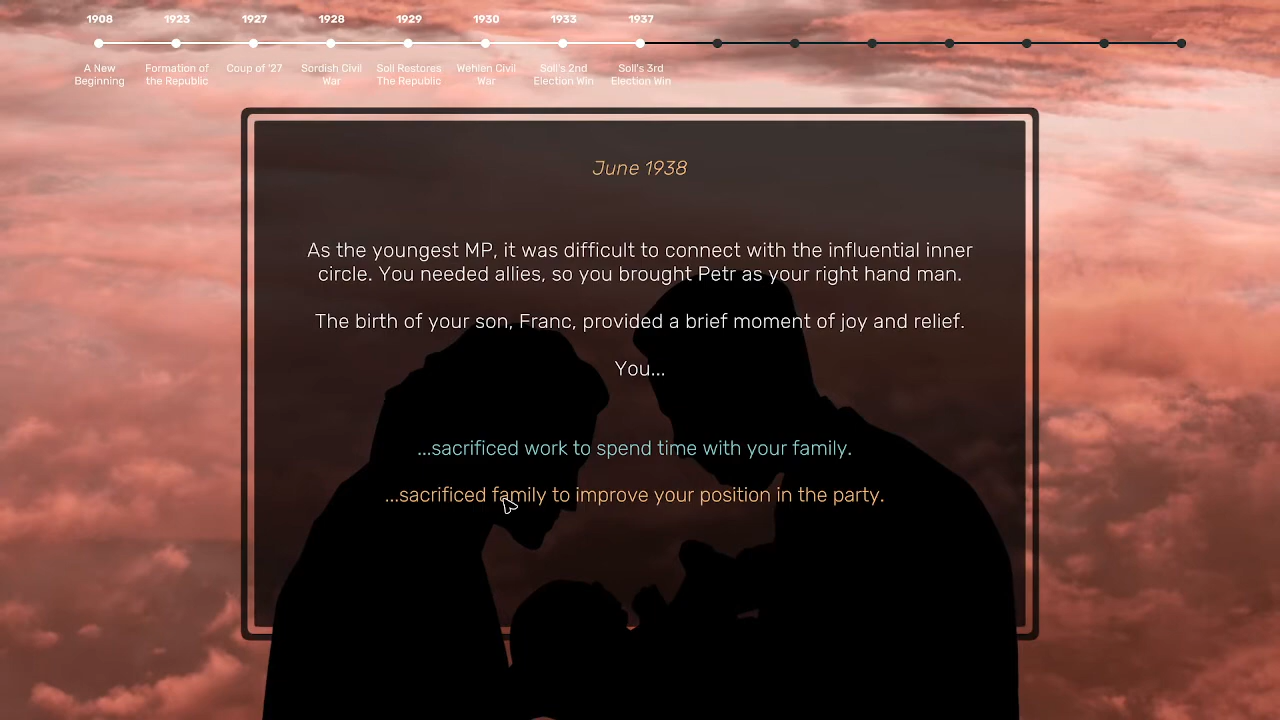 1908 1923 1927 1928 1929 1930 1933 1937
A New Formation of Coup of '27 Sordish Civil Soll Restores Wehlen Civil Soll's 2nd Soll's 3rd
Beginning the Republic War The Republic War Election Win Election Win
June 1938
As the youngest MP, it was difficult to connect with the influential inner
circle. You needed allies, so you brought Petr as your right hand man.
The birth of your son, Franc, provided a brief moment of joy and relief.
You...
...sacrificed work to spend time with your family.
...sacrificed family to improve your position in the party.